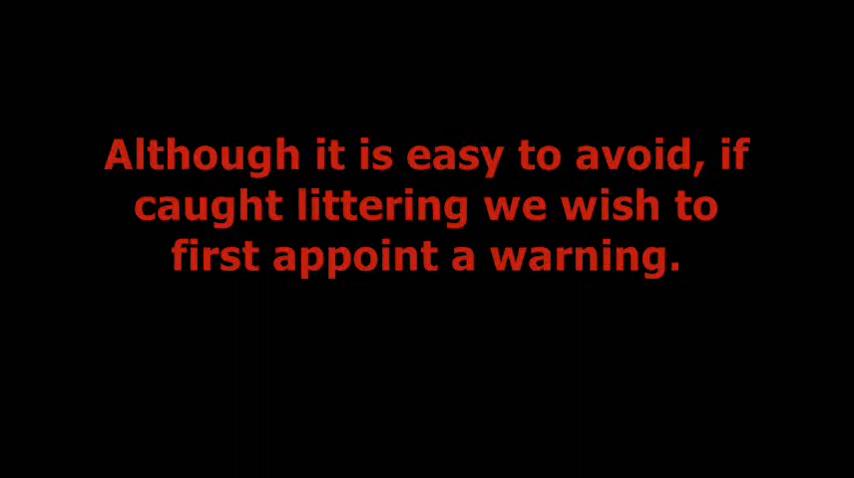 Although it is easy to avoid, if
caught littering we wish to
first appoint a warning.